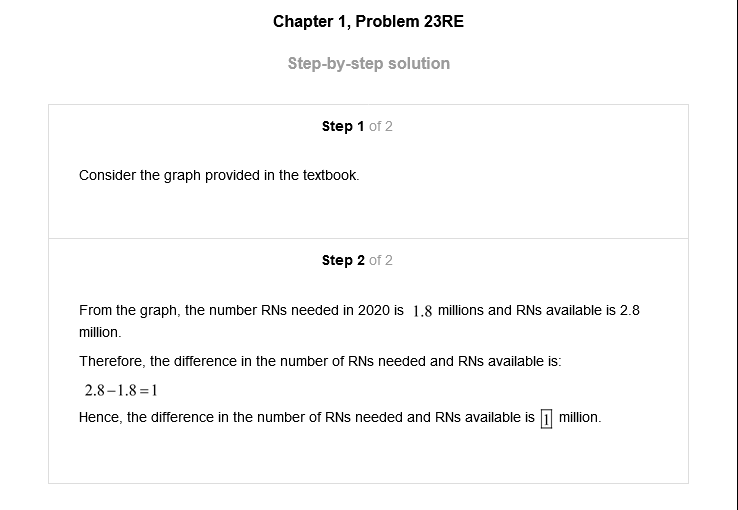 Chapter 1, Problem 23RE
Step-by-step solution
Step 1 of 2
Consider the graph provided in the textbook.
Step 2 of 2
From the graph, the number RNs needed in 2020 is 1.8 millions and RNs available is 2.8
million.
Therefore, the difference in the number of RNs needed and RNs available is:
2.8−1.8=1
Hence, the difference in the number of RNs needed and RNs available is 1 million.